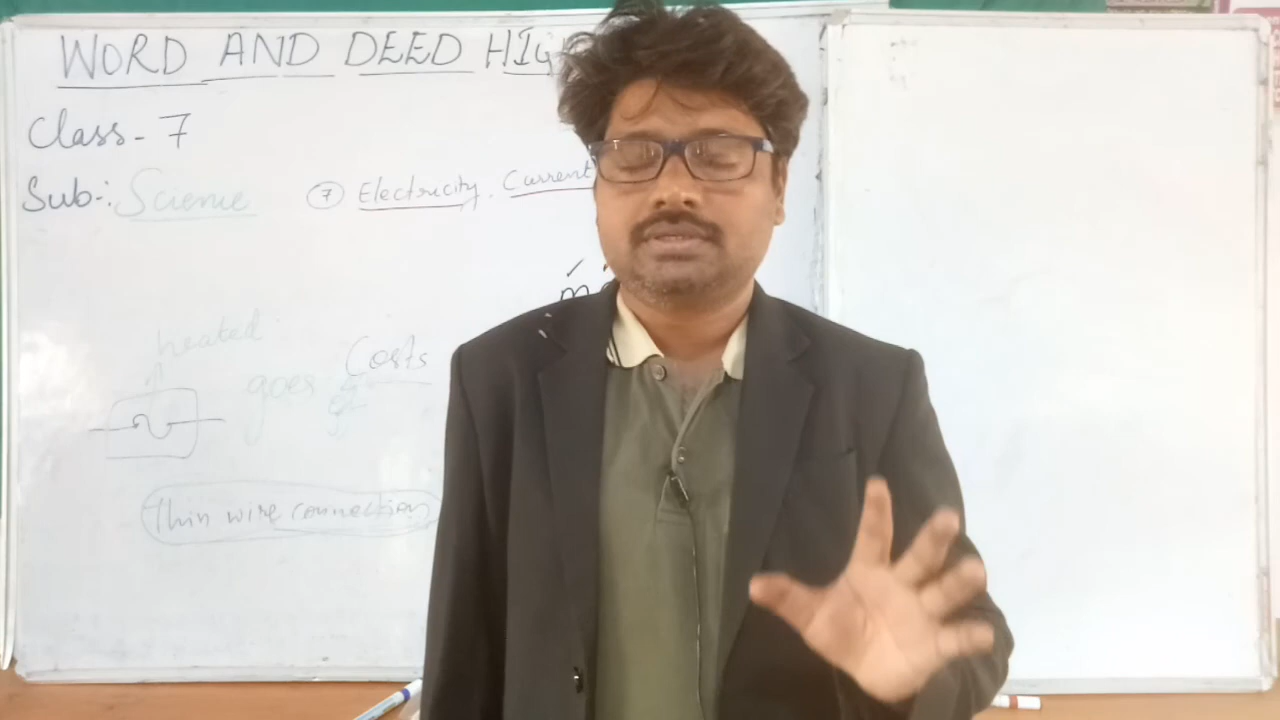 WORD AND DEED HIG
Class - 7
Sub-: Science
⑦ Electricity. Current
heated
Costs
goes
Thin wire connection